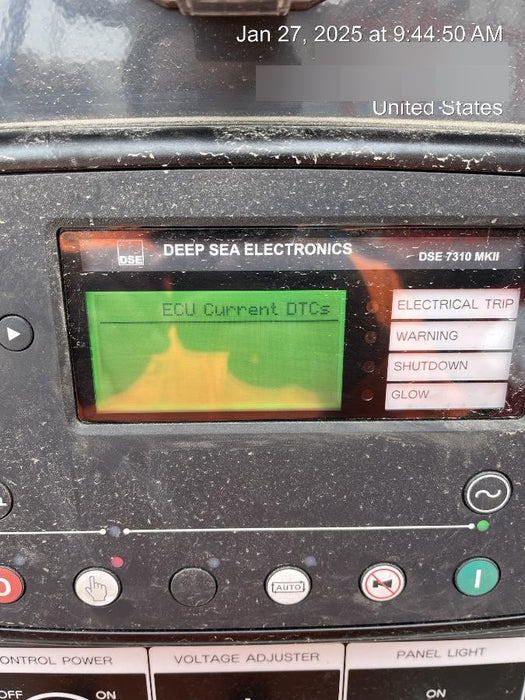 Jan 27, 2025 at 9:44:50 AM
United States
DSE
DEEP SEA ELECTRONICS
DSE 7310 MKII
ECU Current DTCs
ELECTRICAL TRIP
WARNING
SHUTDOWN
GLOW
AUTO
ONTROL POWER
VOLTAGE ADJUSTER
PANEL LIGHT
OFF
ON
ON